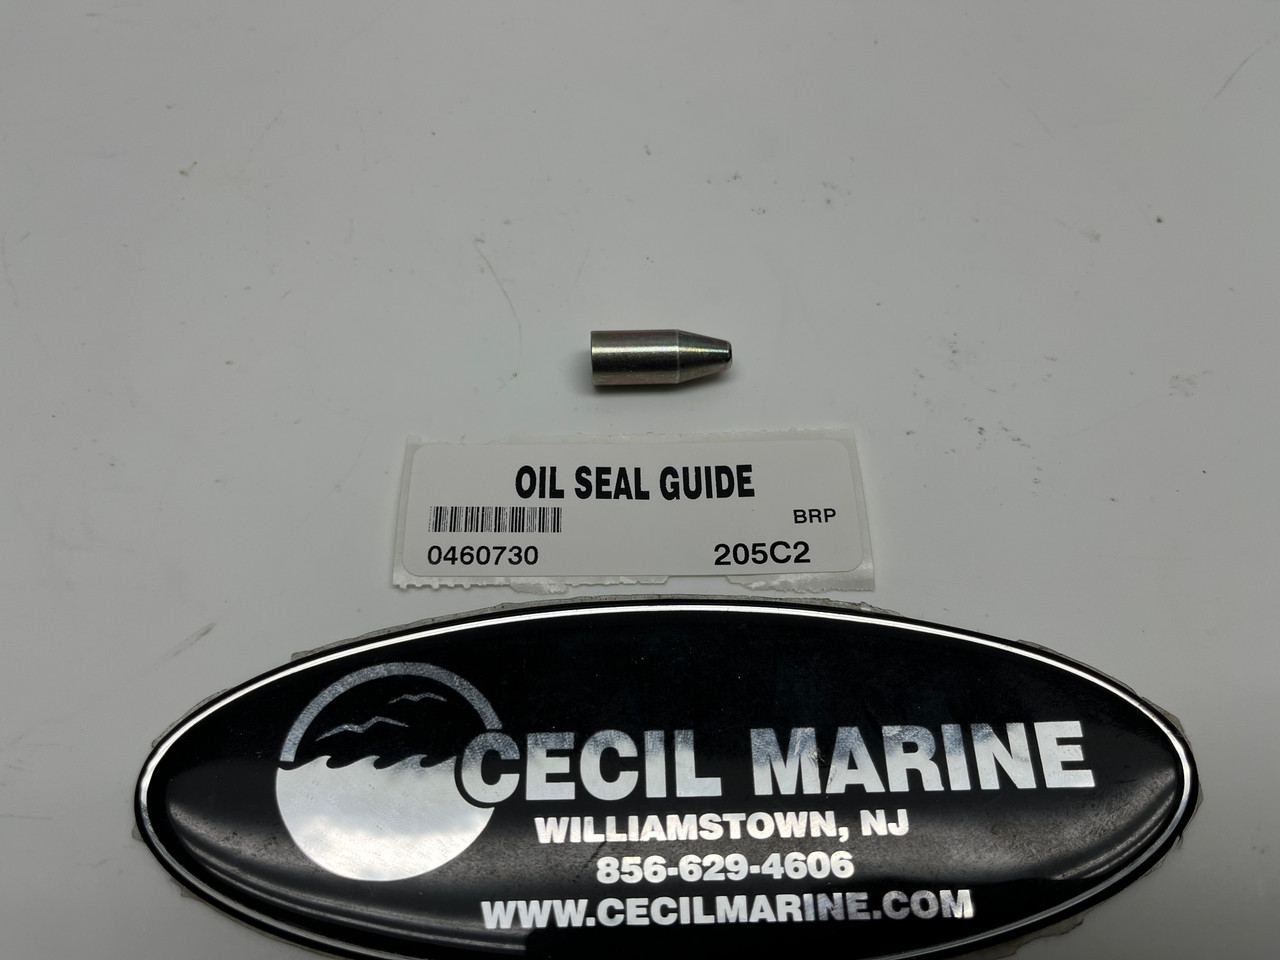 OIL SEAL GUIDE
BRP
0460730 205C2
CECIL MARINE
WILLIAMSTOWN, NJ
856-629-4606
WWW.CECILMARINE.COM